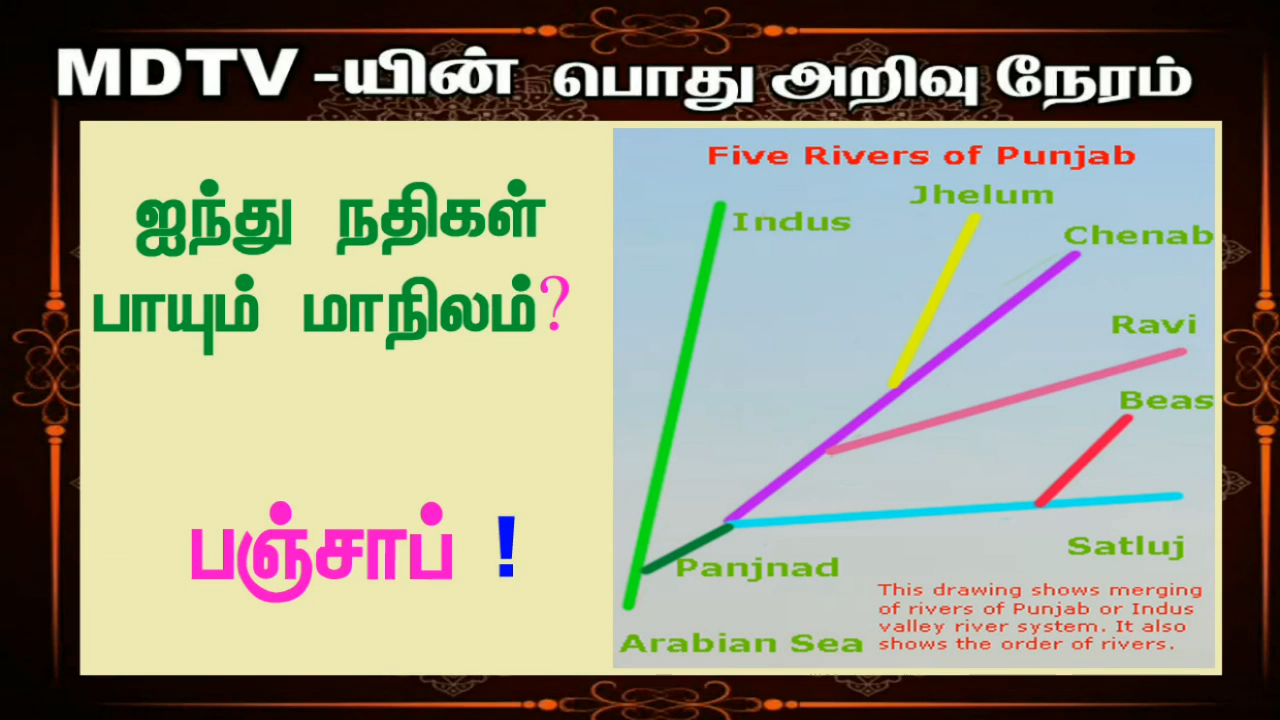 MDTV -யின் பொது அறிவு நேரம்
ஐந்து நதிகள்
பாயும் மாநிலம்?
பஞ்சாப் !
Five Rivers of Punjab
Jhelum
Indus
Chenab
Ravi
Beas
Satluj
Panjnad
Arabian Sea
This drawing shows merging
of rivers of Punjab or Indus
valley river system. It also
shows the order of rivers.